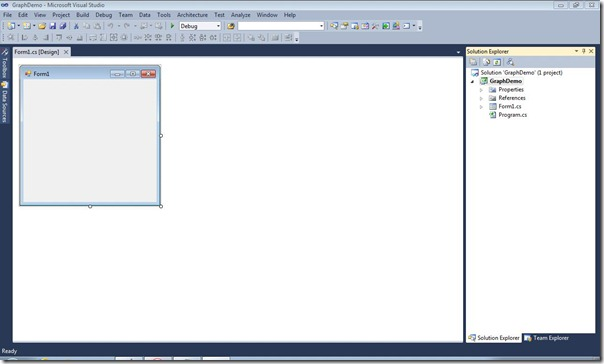 GraphDemo - Microsoft Visual Studio
File Edit View Project Build Debug Team Data Tools Architecture Test Analyze Window Help
Debug
Form1.cs [Design]
Solution Explorer
Toolbox
Data Sources
Form1
Solution 'GraphDemo' (1 project)
GraphDemo
Properties
References
Form1.cs
Program.cs
Solution Explorer
Team Explorer
Ready